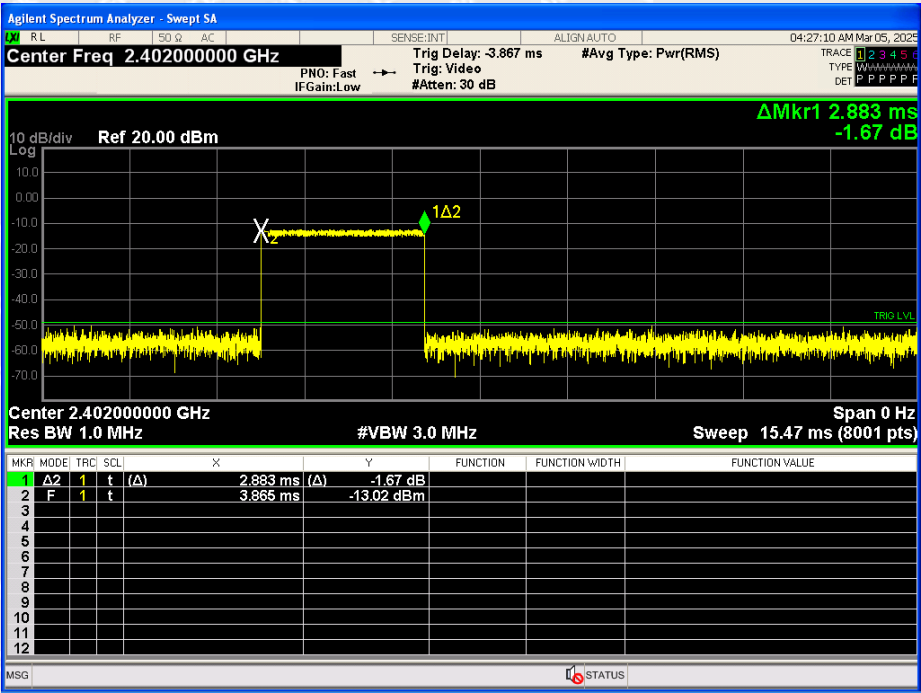 Agilent Spectrum Analyzer - Swept SA
LXI RL RF 50 Ω AC SENSE:INT ALIGN AUTO 04:27:10 AM Mar 05, 2025
Center Freq 2.402000000 GHz
PNO: Fast
IFGain:Low
Trig Delay: -3.867 ms
Trig: Video
#Atten: 30 dB
#Avg Type: Pwr(RMS)
TRACE 1 2 3 4 5 6
TYPE
DET P P P P P P
ΔMkr1 2.883 ms
-1.67 dB
10 dB/div Ref 20.00 dBm
Log
10.0
0.00
-10.0
-20.0
-30.0
-40.0
-50.0
-60.0
-70.0
1Δ2
X2
TRIG LVL
Center 2.402000000 GHz Span 0 Hz
Res BW 1.0 MHz #VBW 3.0 MHz Sweep 15.47 ms (8001 pts)
MKR MODE TRC SCL X Y FUNCTION FUNCTION WIDTH FUNCTION VALUE
1 Δ2 1 t (Δ) 2.883 ms (Δ) -1.67 dB
2 F 1 t 3.865 ms -13.02 dBm
3
4
5
6
7
8
9
10
11
12
MSG STATUS